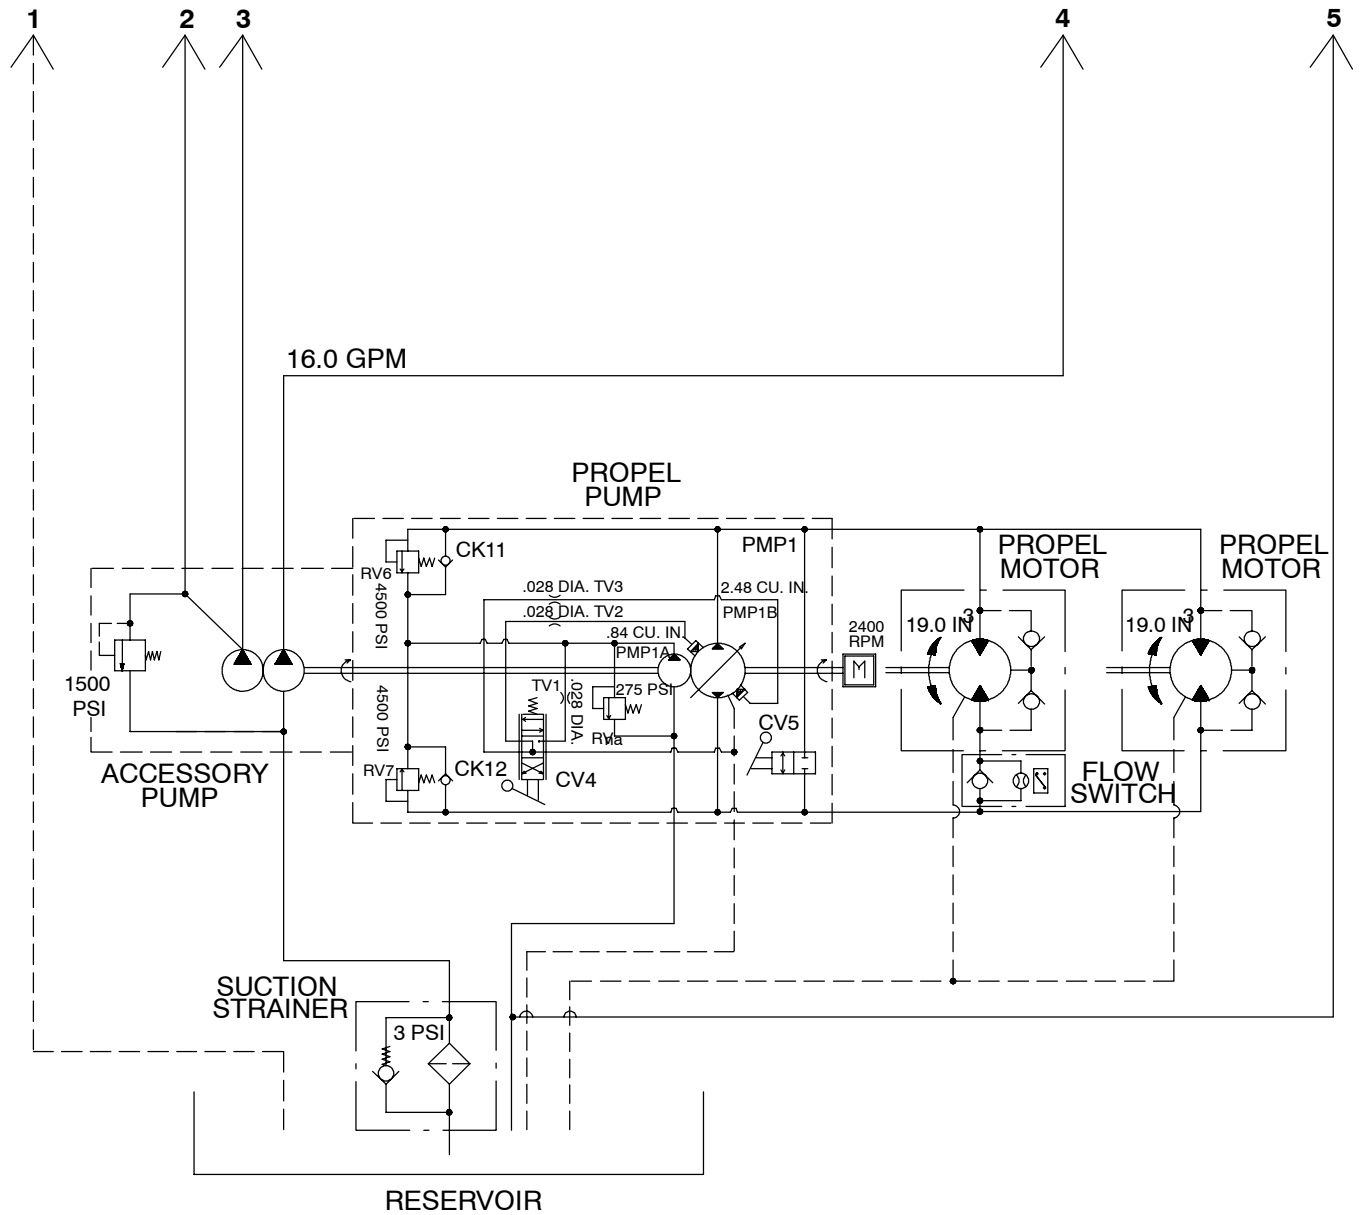 1
2
3
4
5
16.0 GPM
PROPEL
PUMP
PMP1
CK11
RV6
4500 PSI
.028 DIA. TV3
2.48 CU. IN.
.028 DIA. TV2
PMP1B
.84 CU. IN.
PMP1A
2400
RPM
M
PROPEL
MOTOR
19.0 IN3
PROPEL
MOTOR
19.0 IN3
1500
PSI
4500 PSI
TV1
.028 DIA.
275 PSI
RVa
CV5
RV7
CK12
CV4
ACCESSORY
PUMP
FLOW
SWITCH
SUCTION
STRAINER
3 PSI
RESERVOIR